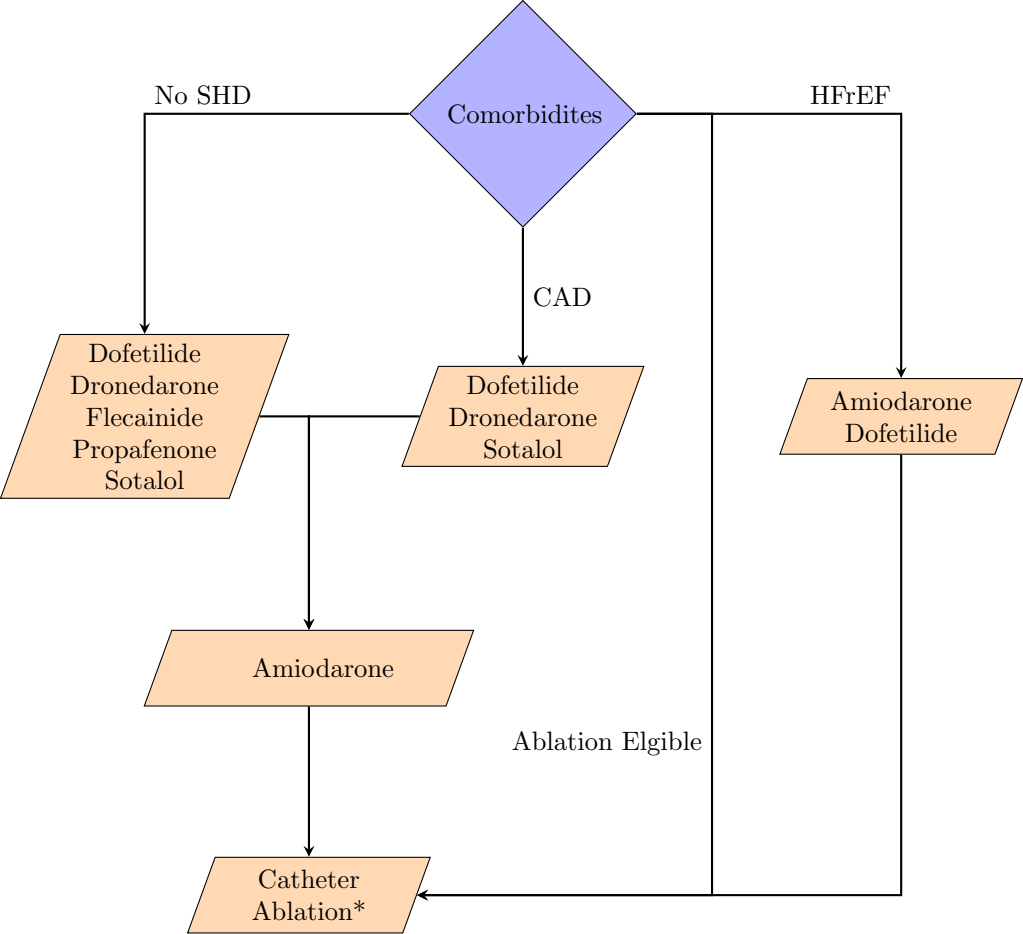 Comorbidites
No SHD
HFrEF
CAD
Dofetilide
Dronedarone
Flecainide
Propafenone
Sotalol
Dofetilide
Dronedarone
Sotalol
Amiodarone
Dofetilide
Amiodarone
Ablation Elgible
Catheter
Ablation*